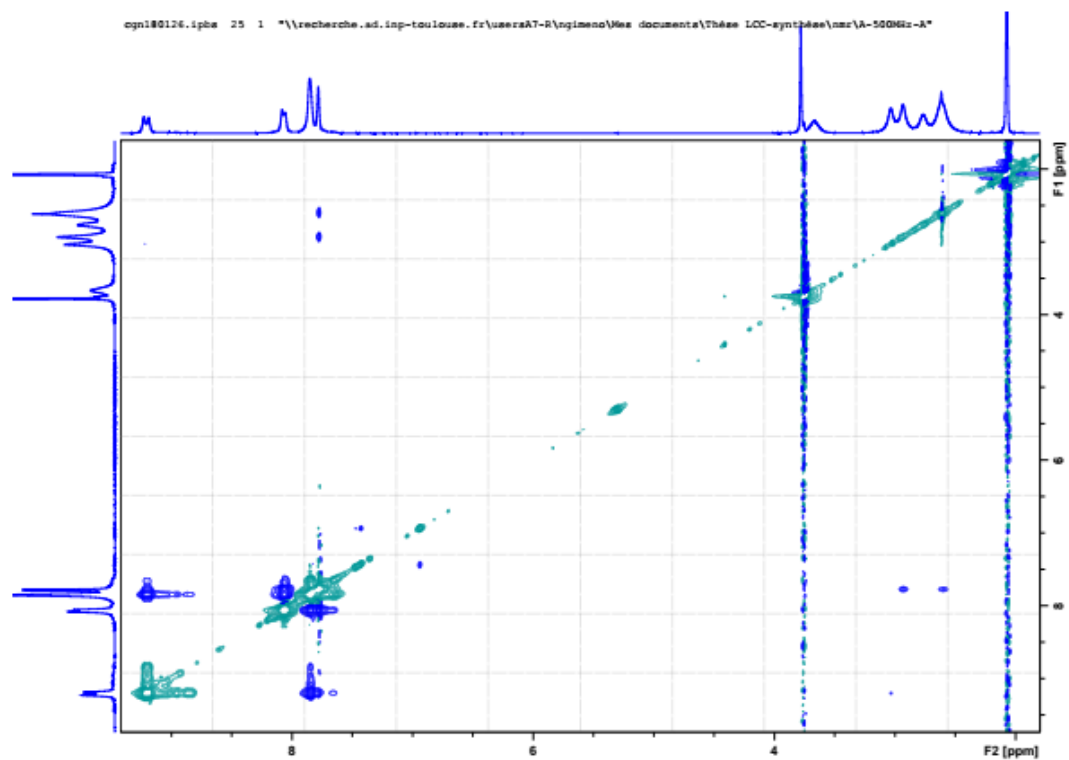 cgn180126.ipbs 25 1 "\\recherche.ad.inp-toulouse.fr\usersA7-R\ngimeno\Mes documents\Thèse LCC-synthèse\nmr\A-500MHz-A"
F1 [ppm]
4
6
8
8
6
4
F2 [ppm]